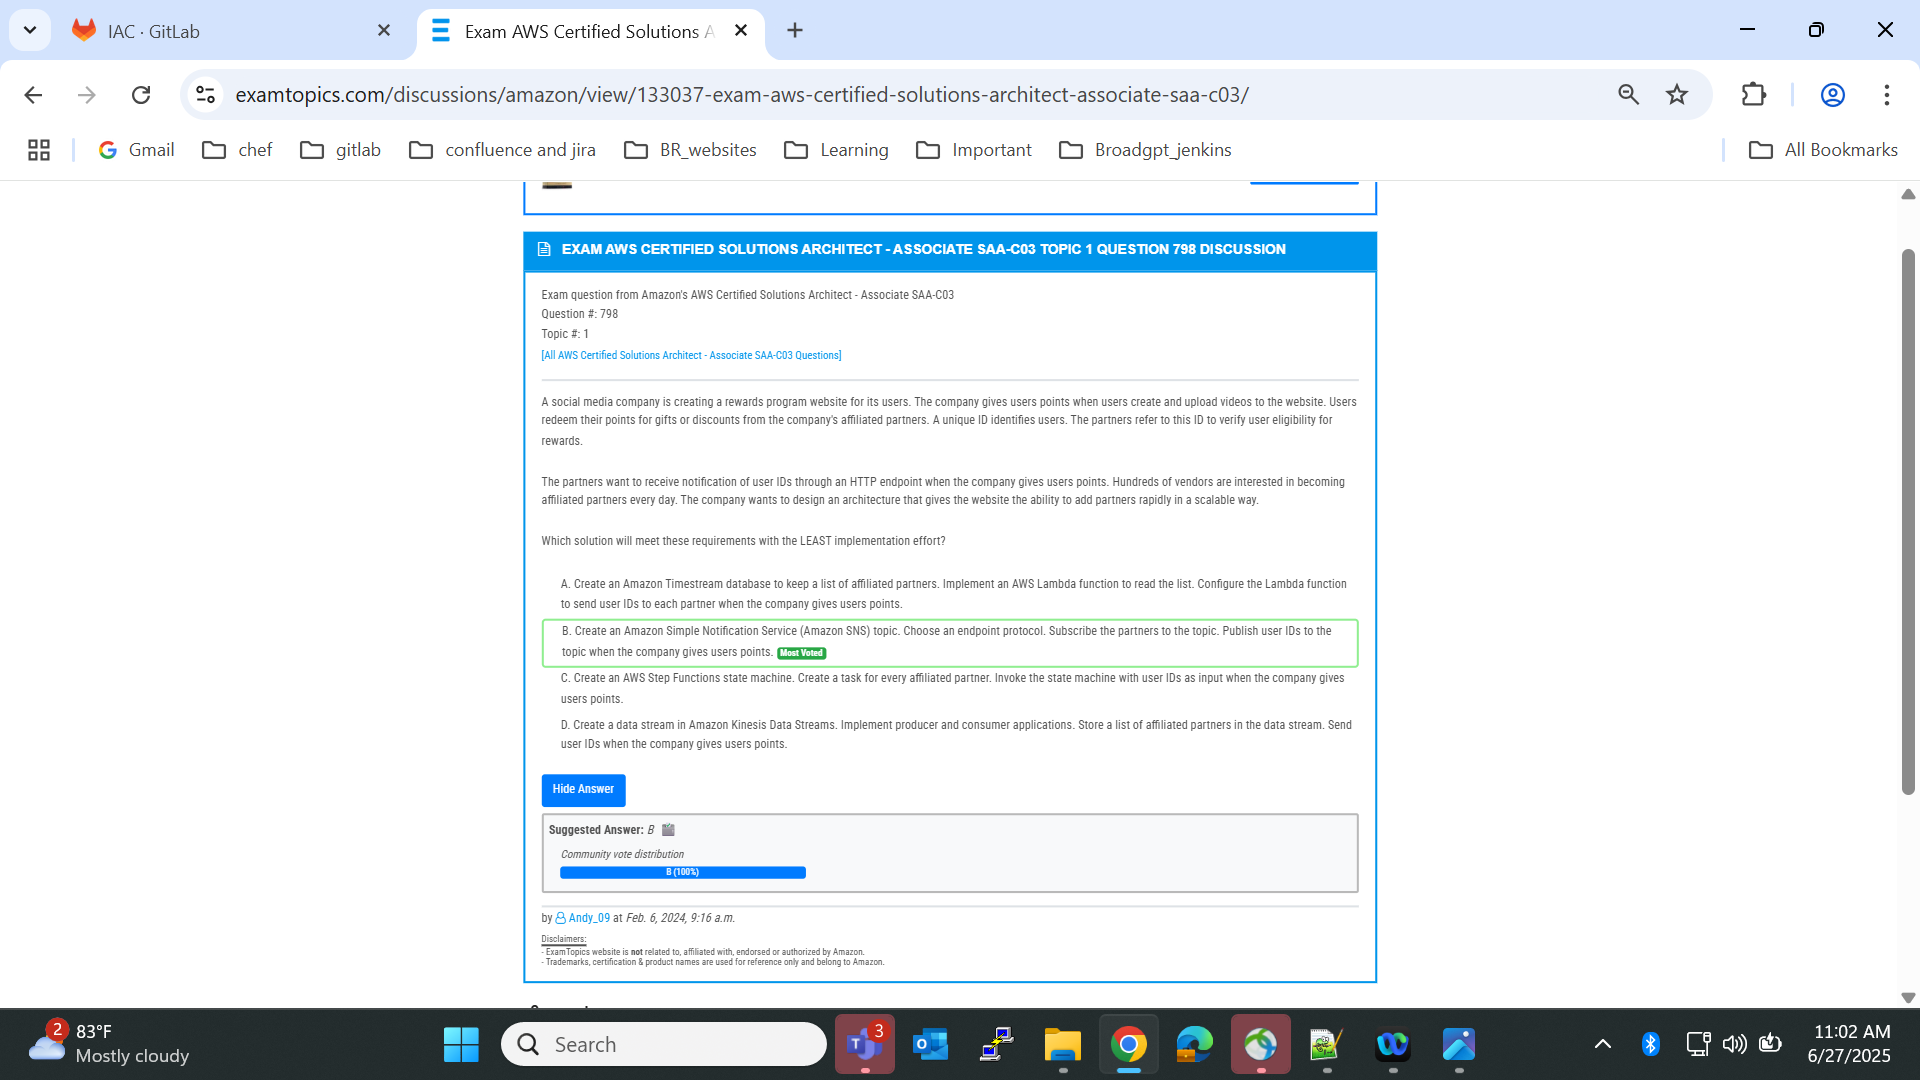 IAC · GitLab
Exam AWS Certified Solutions A
examtopics.com/discussions/amazon/view/133037-exam-aws-certified-solutions-architect-associate-saa-c03/
Gmail
chef
gitlab
confluence and jira
BR_websites
Learning
Important
Broadgpt_jenkins
All Bookmarks
EXAM AWS CERTIFIED SOLUTIONS ARCHITECT - ASSOCIATE SAA-C03 TOPIC 1 QUESTION 798 DISCUSSION
Exam question from Amazon's AWS Certified Solutions Architect - Associate SAA-C03
Question #: 798
Topic #: 1
[All AWS Certified Solutions Architect - Associate SAA-C03 Questions]
A social media company is creating a rewards program website for its users. The company gives users points when users create and upload videos to the website. Users
redeem their points for gifts or discounts from the company's affiliated partners. A unique ID identifies users. The partners refer to this ID to verify user eligibility for
rewards.
The partners want to receive notification of user IDs through an HTTP endpoint when the company gives users points. Hundreds of vendors are interested in becoming
affiliated partners every day. The company wants to design an architecture that gives the website the ability to add partners rapidly in a scalable way.
Which solution will meet these requirements with the LEAST implementation effort?
A. Create an Amazon Timestream database to keep a list of affiliated partners. Implement an AWS Lambda function to read the list. Configure the Lambda function
to send user IDs to each partner when the company gives users points.
B. Create an Amazon Simple Notification Service (Amazon SNS) topic. Choose an endpoint protocol. Subscribe the partners to the topic. Publish user IDs to the
topic when the company gives users points. Most Voted
C. Create an AWS Step Functions state machine. Create a task for every affiliated partner. Invoke the state machine with user IDs as input when the company gives
users points.
D. Create a data stream in Amazon Kinesis Data Streams. Implement producer and consumer applications. Store a list of affiliated partners in the data stream. Send
user IDs when the company gives users points.
Hide Answer
Suggested Answer: B
Community vote distribution
B (100%)
by Andy_09 at Feb. 6, 2024, 9:16 a.m.
Disclaimers:
- ExamTopics website is not related to, affiliated with, endorsed or authorized by Amazon.
- Trademarks, certification & product names are used for reference only and belong to Amazon.
2
83°F
Mostly cloudy
Search
3
11:02 AM
6/27/2025